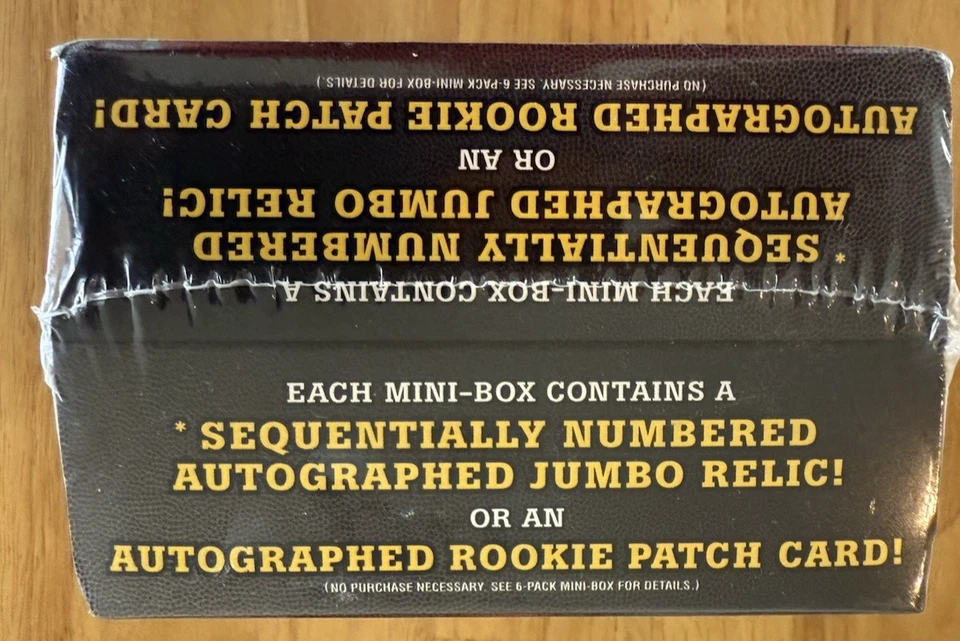 (NO PURCHASE NECESSARY. SEE 6-PACK MINI-BOX FOR DETAILS.)
AUTOGRAPHED ROOKIE PATCH CARD!
OR AN
AUTOGRAPHED JUMBO RELIC!
* SEQUENTIALLY NUMBERED
EACH MINI-BOX CONTAINS A
EACH MINI-BOX CONTAINS A
* SEQUENTIALLY NUMBERED
AUTOGRAPHED JUMBO RELIC!
OR AN
AUTOGRAPHED ROOKIE PATCH CARD!
(NO PURCHASE NECESSARY. SEE 6-PACK MINI-BOX FOR DETAILS.)